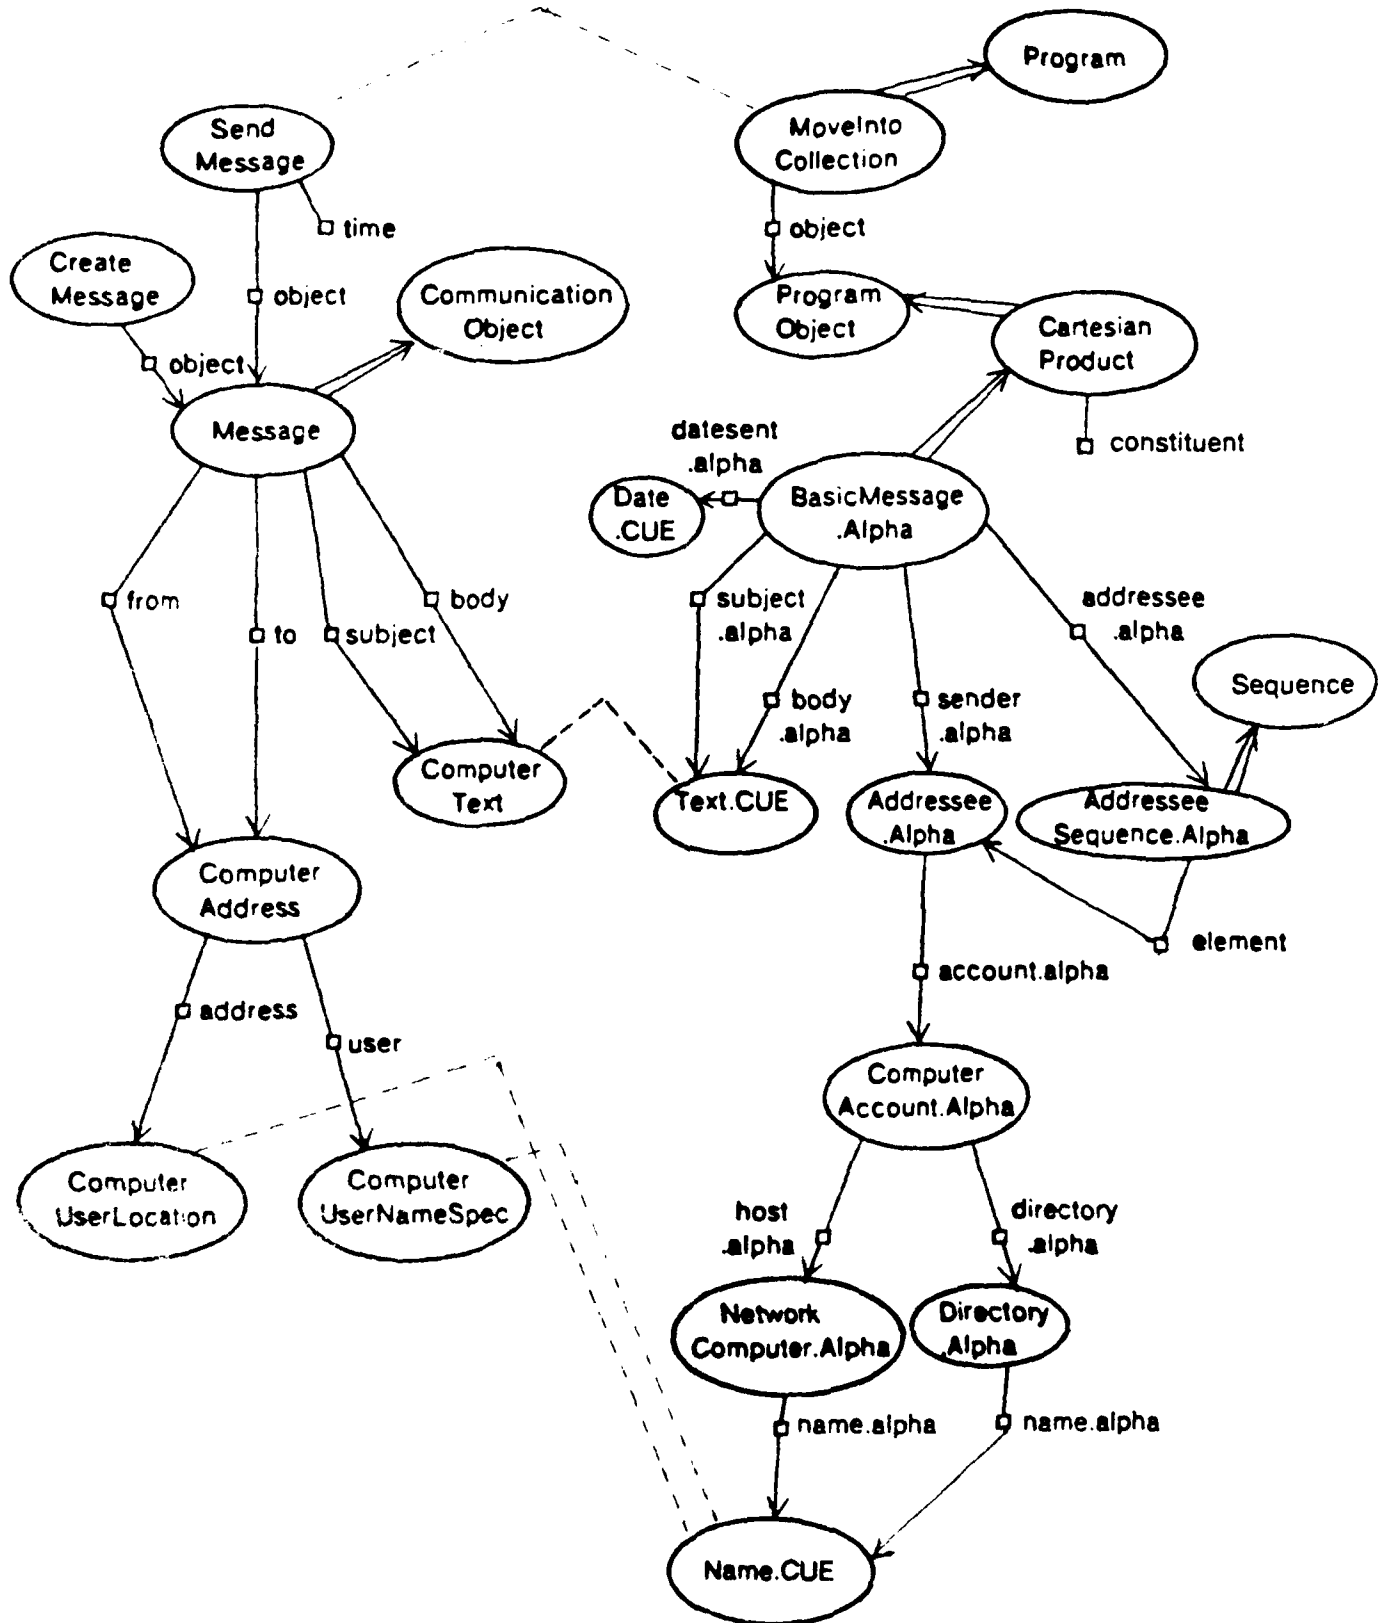 Program
Send
Message
MoveInto
Collection
time
object
Create
Message
object
Communication
Object
Program
Object
Cartesian
Product
object
Message
datesent
.alpha
constituent
Date
.CUE
BasicMessage
.Alpha
from
body
subject
.alpha
addressee
.alpha
to
subject
body
.alpha
sender
.alpha
Sequence
Computer
Text
Text.CUE
Addressee
.Alpha
Addressee
Sequence.Alpha
Computer
Address
element
account.alpha
address
user
Computer
Account.Alpha
Computer
UserLocation
Computer
UserNameSpec
host
.alpha
directory
.alpha
Network
Computer.Alpha
Directory
.Alpha
name.alpha
name.alpha
Name.CUE